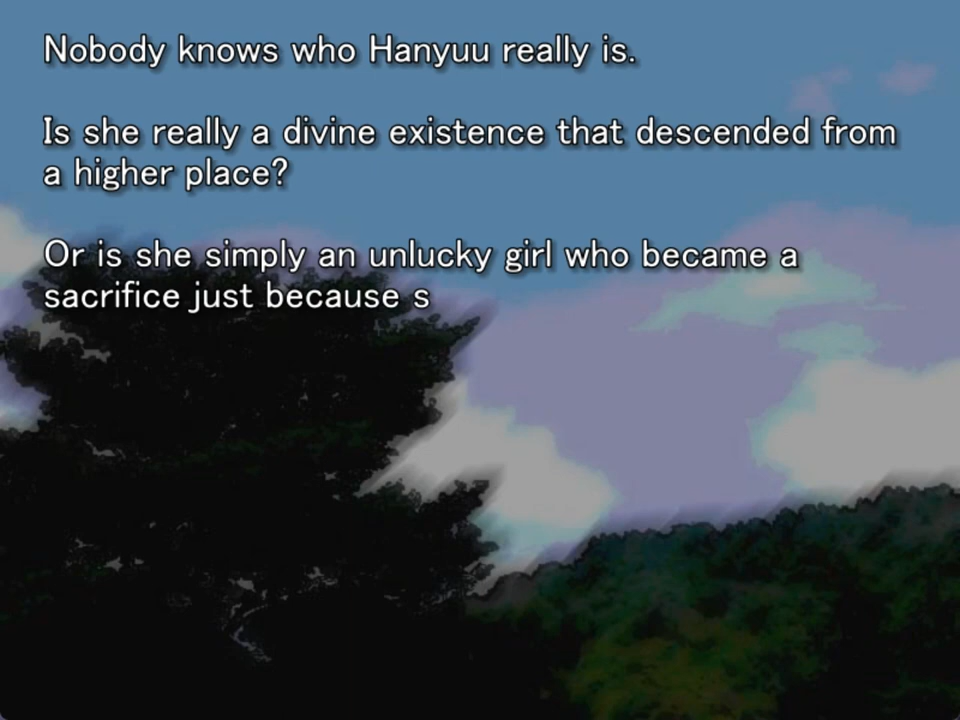 Nobody knows who Hanyuu really is.
Is she really a divine existence that descended from
a higher place?
Or is she simply an unlucky girl who became a
sacrifice just because s